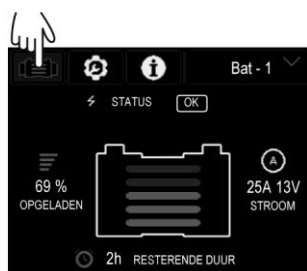 Bat - 1
STATUS OK
A
69 %
25A 13V
OPGELADEN
STROOM
2h RESTERENDE DUUR